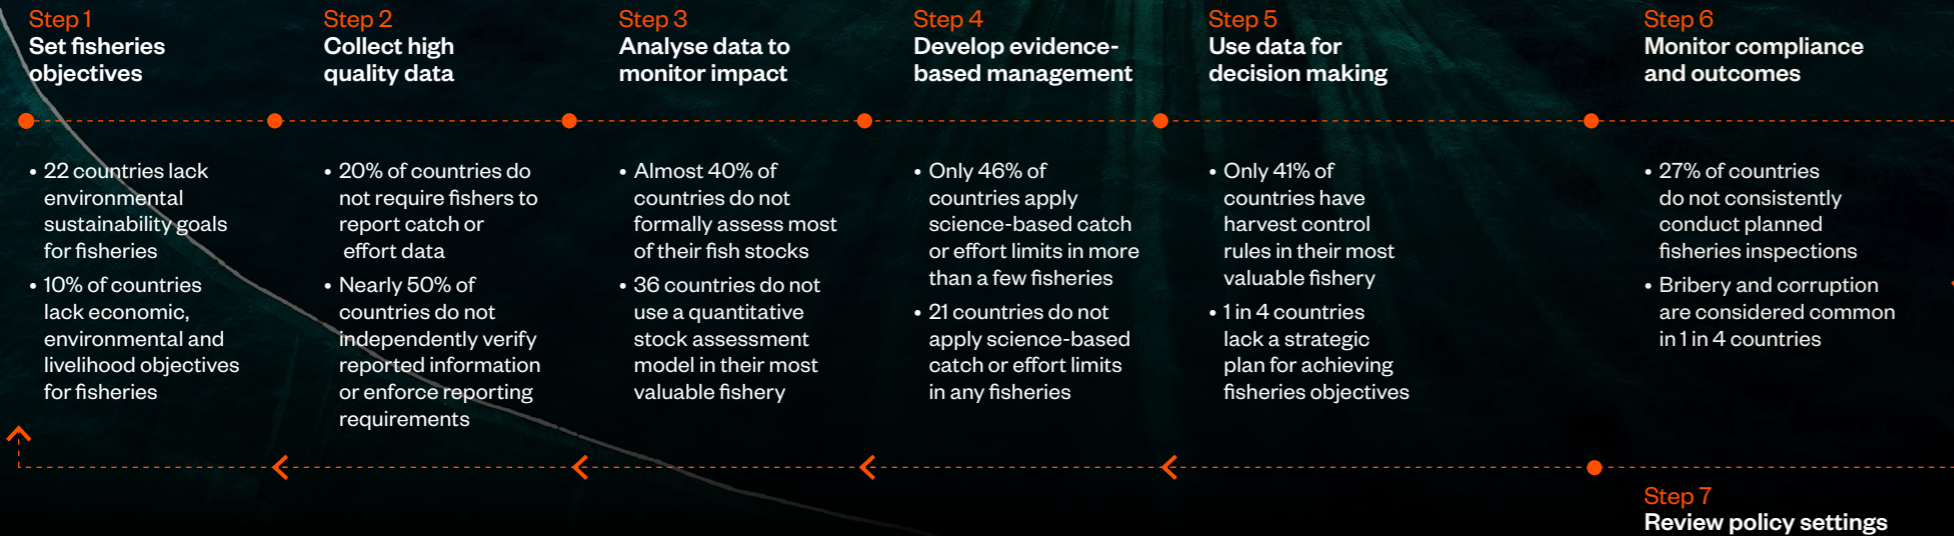 Step 1
Set fisheries
objectives
• 22 countries lack
environmental
sustainability goals
for fisheries
• 10% of countries
lack economic,
environmental and
livelihood objectives
for fisheries
Step 2
Collect high
quality data
• 20% of countries do
not require fishers to
report catch or
effort data
• Nearly 50% of
countries do not
independently verify
reported information
or enforce reporting
requirements
Step 3
Analyse data to
monitor impact
• Almost 40% of
countries do not
formally assess most
of their fish stocks
• 36 countries do not
use a quantitative
stock assessment
model in their most
valuable fishery
Step 4
Develop evidence-
based management
• Only 46% of
countries apply
science-based catch
or effort limits in more
than a few fisheries
• 21 countries do not
apply science-based
catch or effort limits
in any fisheries
Step 5
Use data for
decision making
• Only 41% of
countries have
harvest control
rules in their most
valuable fishery
• 1 in 4 countries
lack a strategic
plan for achieving
fisheries objectives
Step 6
Monitor compliance
and outcomes
• 27% of countries
do not consistently
conduct planned
fisheries inspections
• Bribery and corruption
are considered common
in 1 in 4 countries
Step 7
Review policy settings